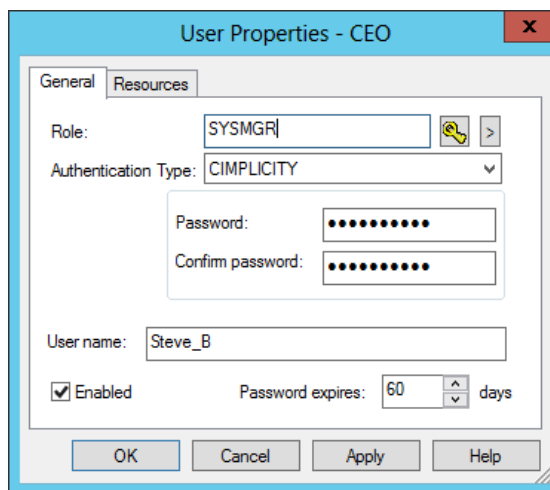 User Properties - CEO
x
General Resources
Role: SYSMGR >
Authentication Type: CIMPLICITY
Password: ••••••••••
Confirm password: ••••••••••
User name: Steve_B
Enabled Password expires: 60 days
OK Cancel Apply Help